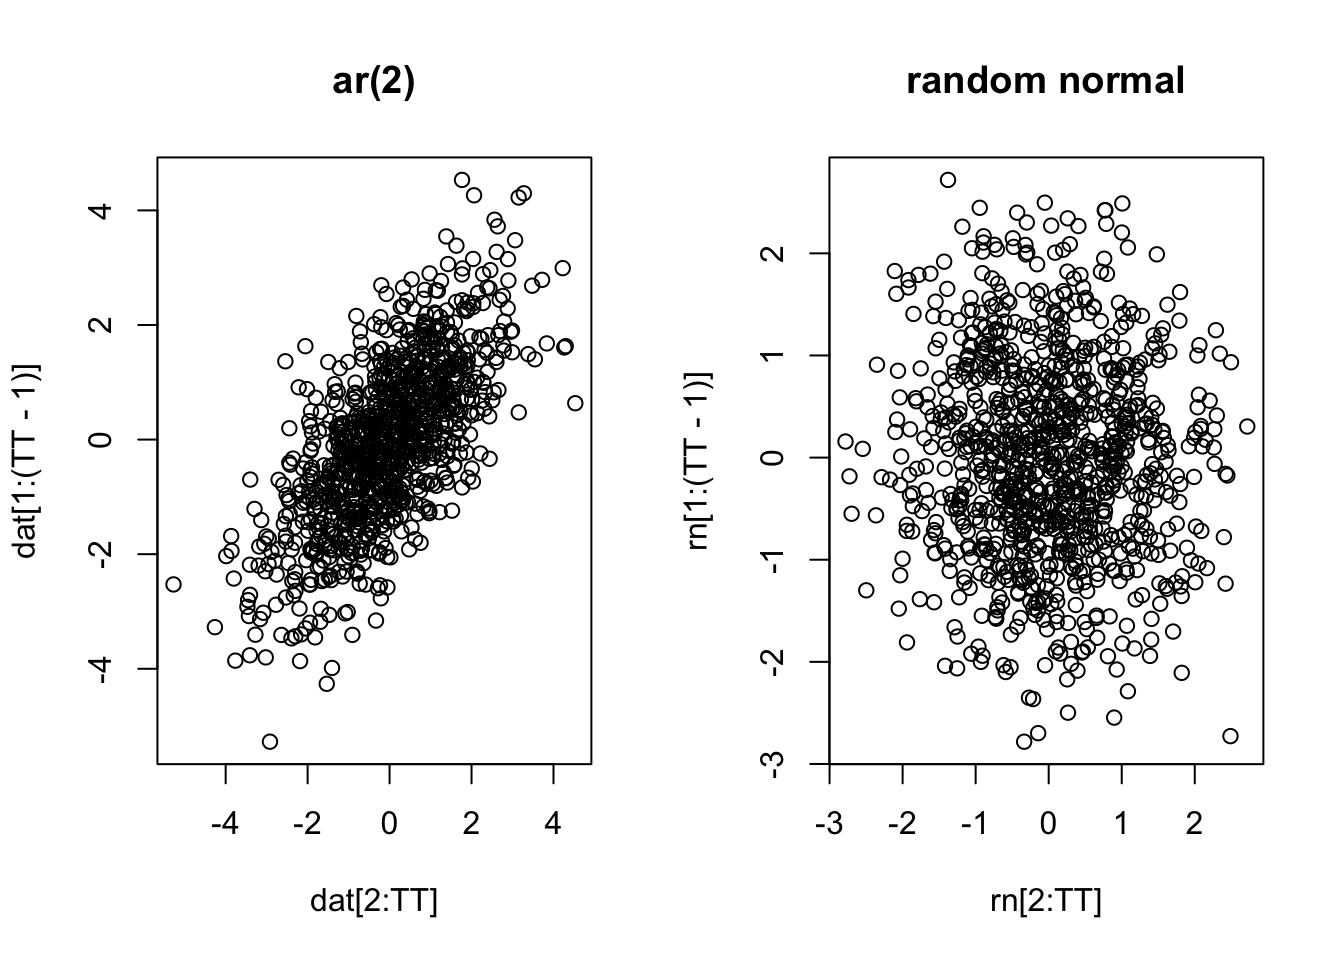 ar(2)
dat[1:(TT - 1)]
4
2
0
-2
-4
-4 -2 0 2 4
dat[2:TT]
random normal
rn[1:(TT - 1)]
2
1
0
-1
-2
-3
-3 -2 -1 0 1 2
rn[2:TT]